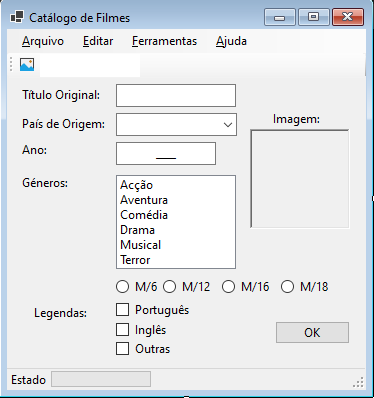 Catálogo de Filmes
Arquivo Editar Ferramentas Ajuda
Título Original:
País de Origem:
Imagem:
Ano: ____
Géneros:
Acção
Aventura
Comédia
Drama
Musical
Terror
M/6 M/12 M/16 M/18
Legendas:
Português
Inglês
Outras
OK
Estado